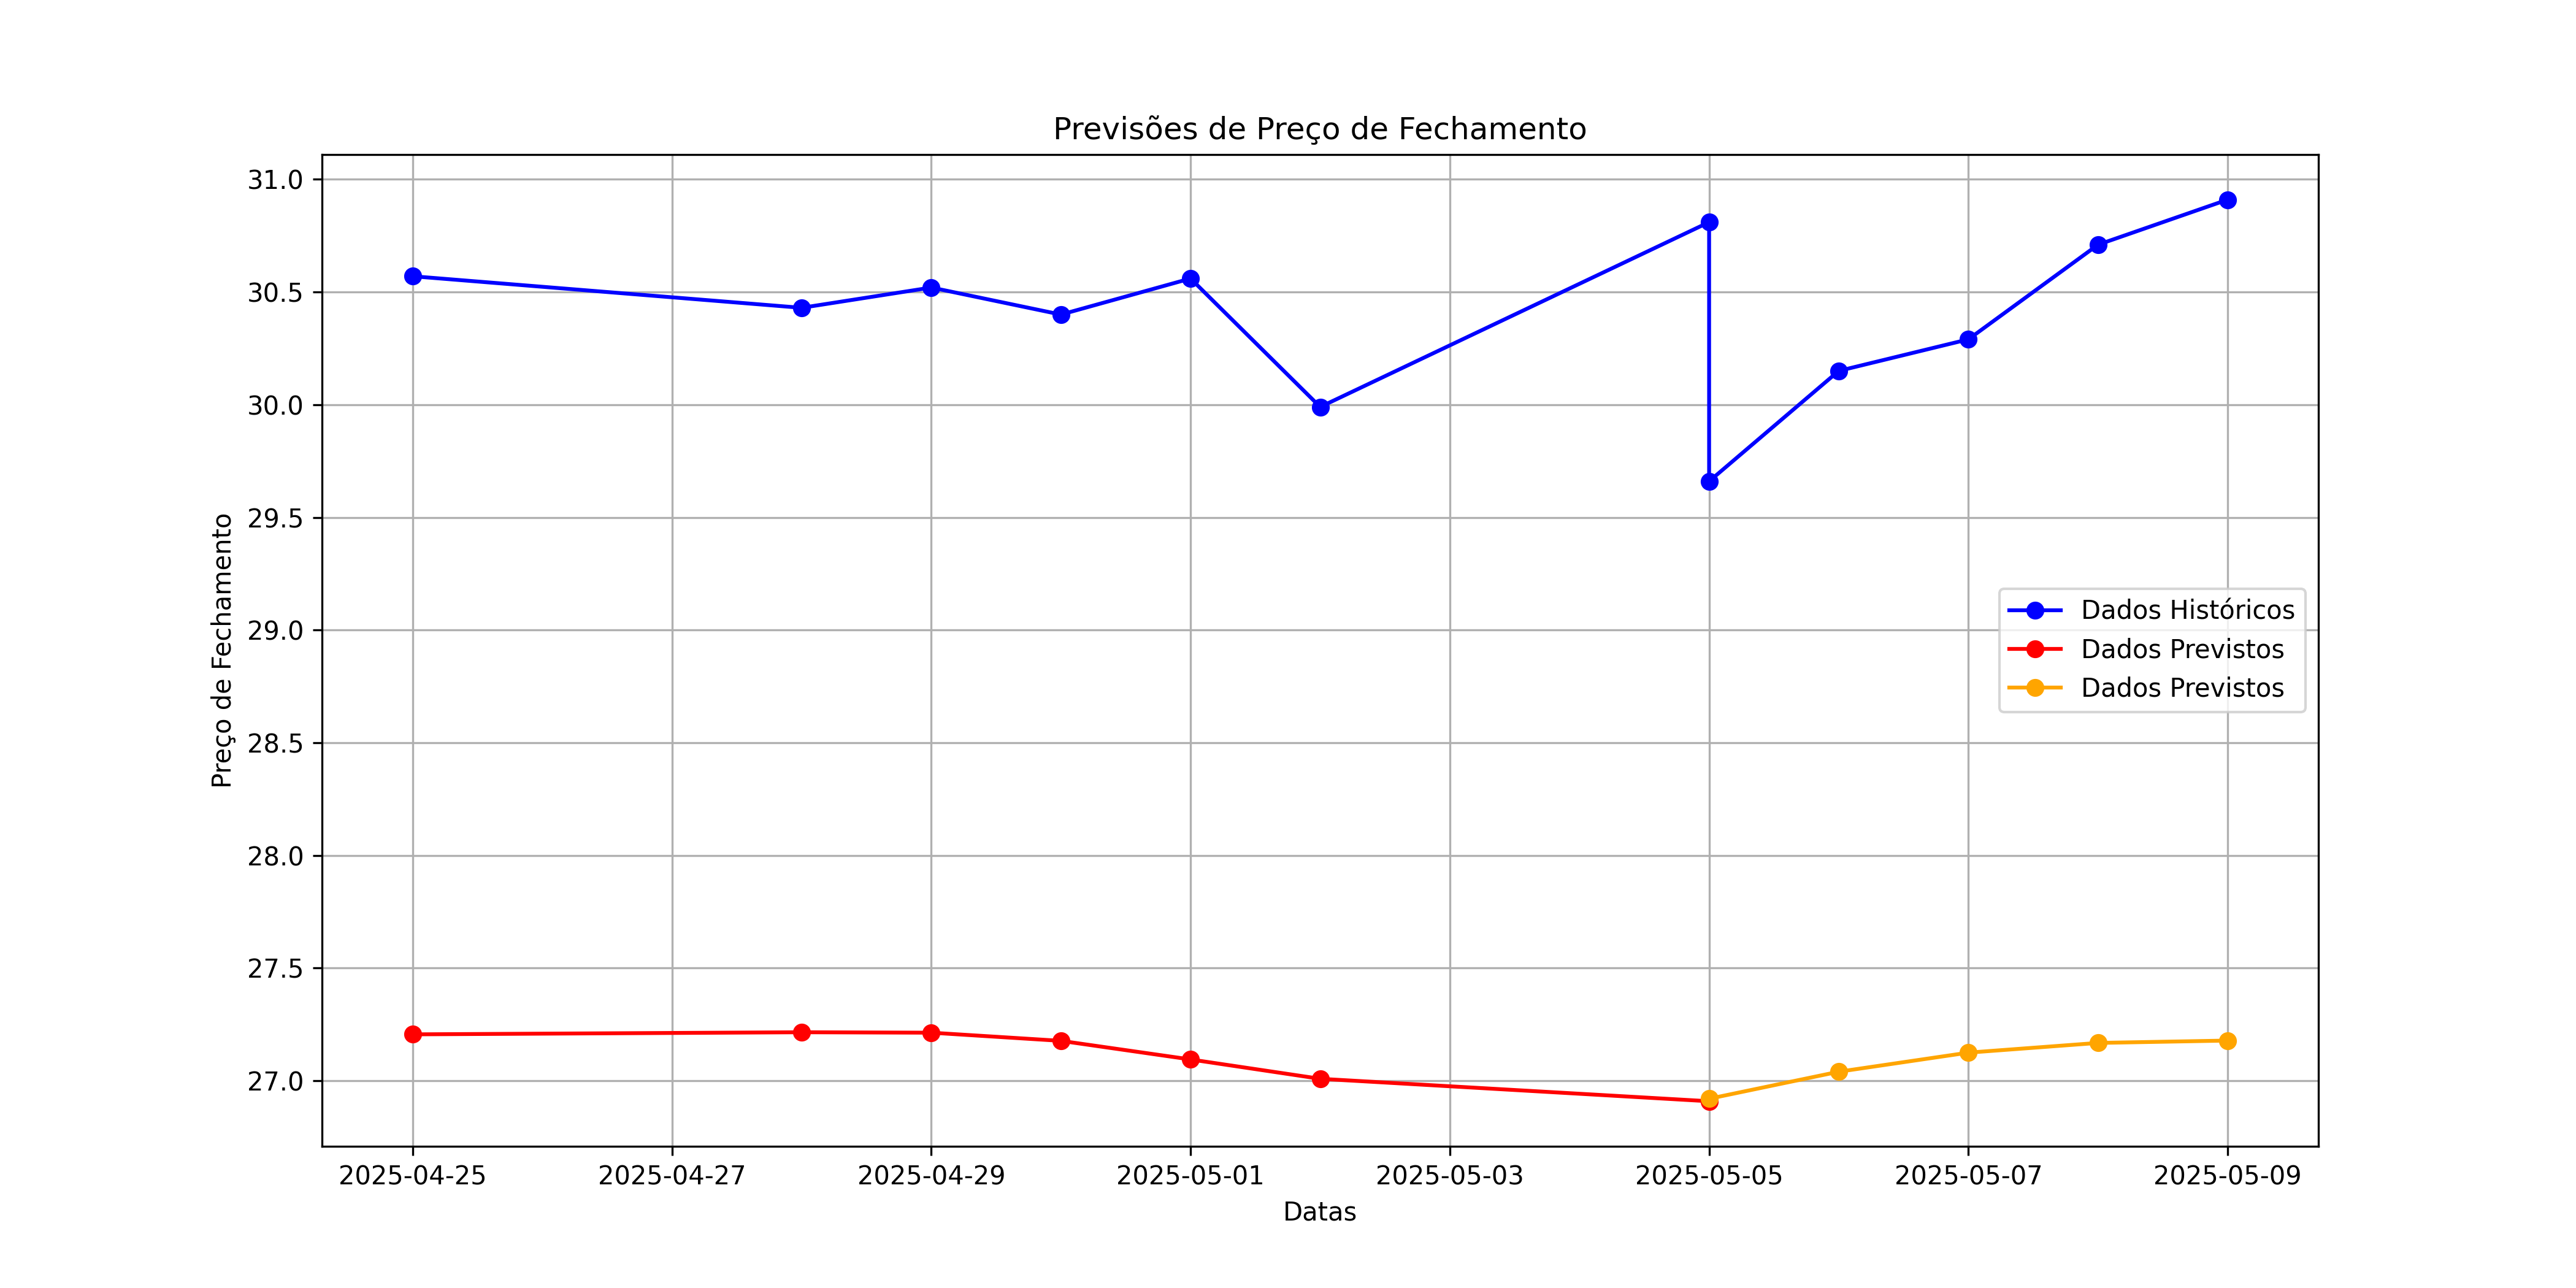 Previsões de Preço de Fechamento
31.0
30.5
30.0
29.5
29.0
28.5
28.0
27.5
27.0
Preço de Fechamento
Dados Históricos
Dados Previstos
Dados Previstos
2025-04-25 2025-04-27 2025-04-29 2025-05-01 2025-05-03 2025-05-05 2025-05-07 2025-05-09
Datas